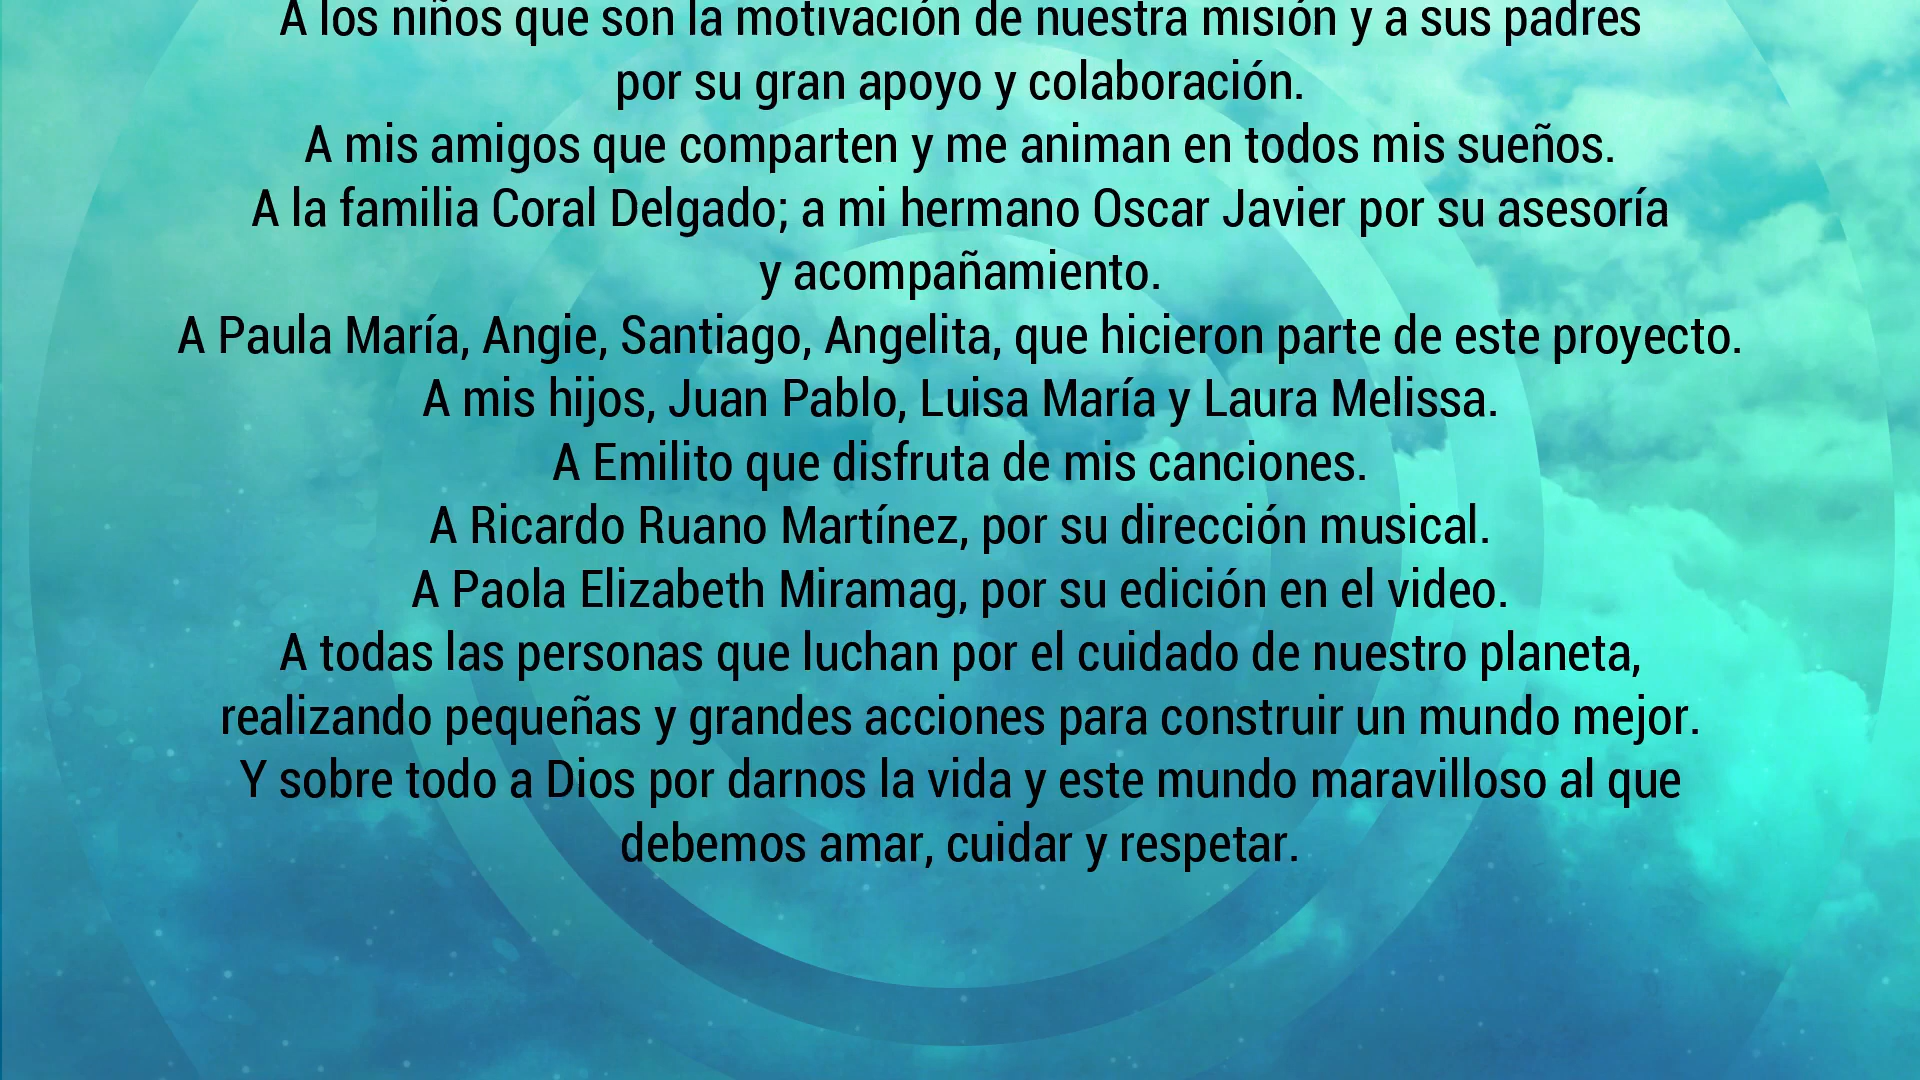 A los niños que son la motivación de nuestra misión y a sus padres
por su gran apoyo y colaboración.
A mis amigos que comparten y me animan en todos mis sueños.
A la familia Coral Delgado; a mi hermano Oscar Javier por su asesoría
y acompañamiento.
A Paula María, Angie, Santiago, Angelita, que hicieron parte de este proyecto.
A mis hijos, Juan Pablo, Luisa María y Laura Melissa.
A Emilito que disfruta de mis canciones.
A Ricardo Ruano Martínez, por su dirección musical.
A Paola Elizabeth Miramag, por su edición en el video.
A todas las personas que luchan por el cuidado de nuestro planeta,
realizando pequeñas y grandes acciones para construir un mundo mejor.
Y sobre todo a Dios por darnos la vida y este mundo maravilloso al que
debemos amar, cuidar y respetar.